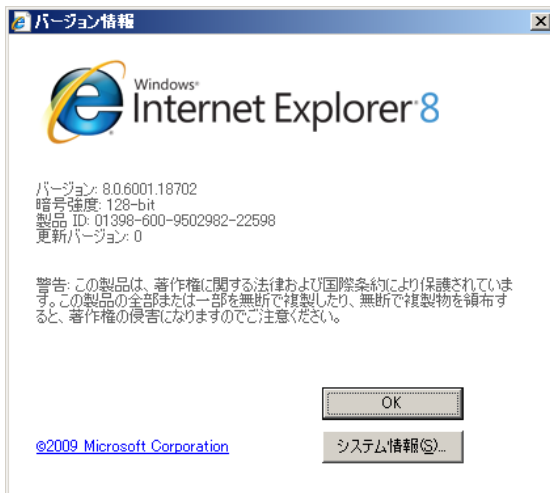 バージョン情報
Windows®
Internet Explorer 8
バージョン: 8.0.6001.18702
暗号強度: 128-bit
製品 ID: 01398-600-9502982-22598
更新バージョン: 0
警告: この製品は、著作権に関する法律および国際条約により保護されていま
す。この製品の全部または一部を無断で複製したり、無断で複製物を頒布す
ると、著作権の侵害になりますのでご注意ください。
OK
©2009 Microsoft Corporation
システム情報(S)...